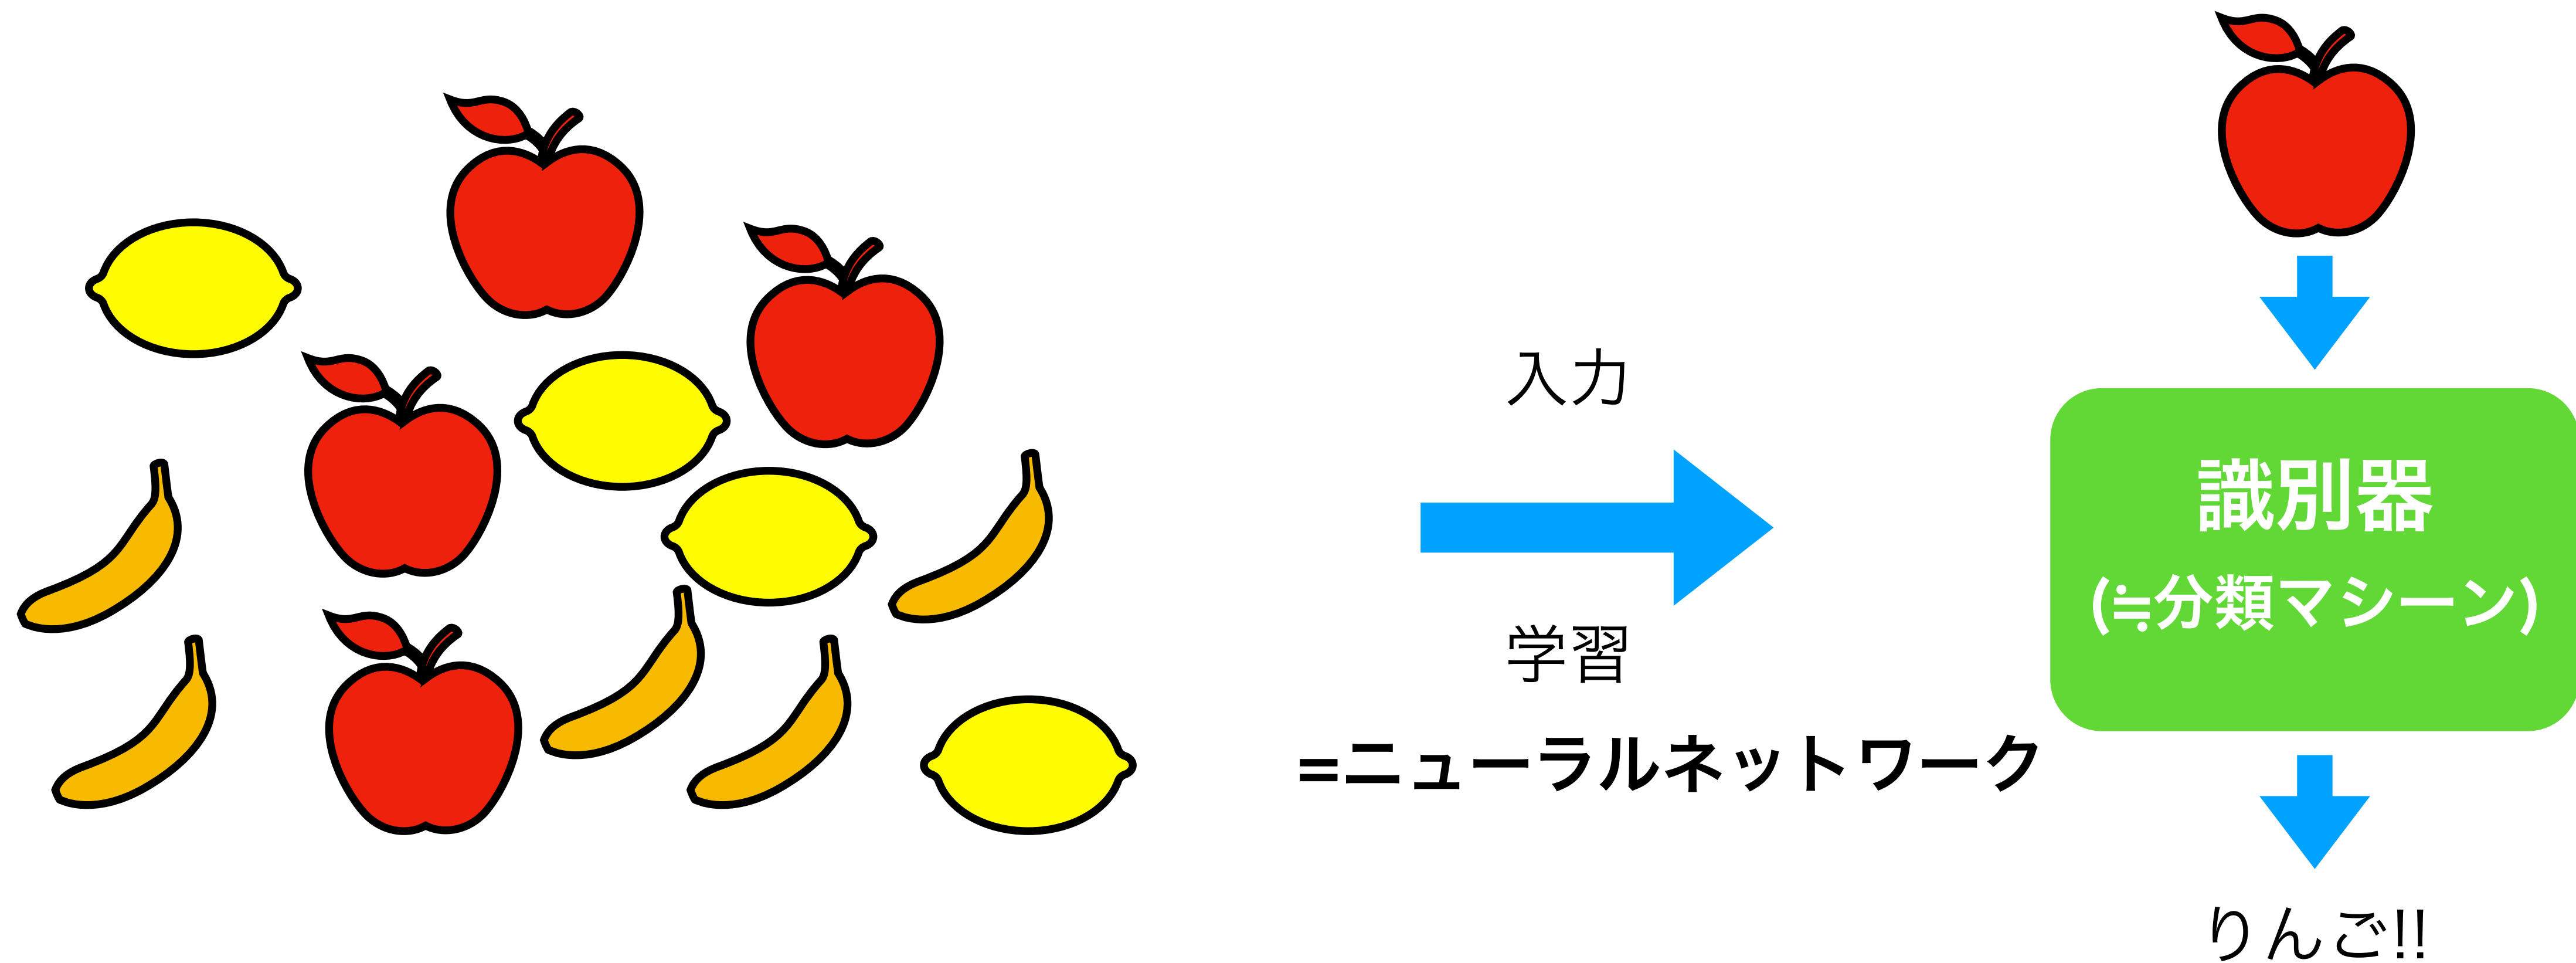 入力
学習
=ニューラルネットワーク
識別器
(≒分類マシーン)
りんご!!